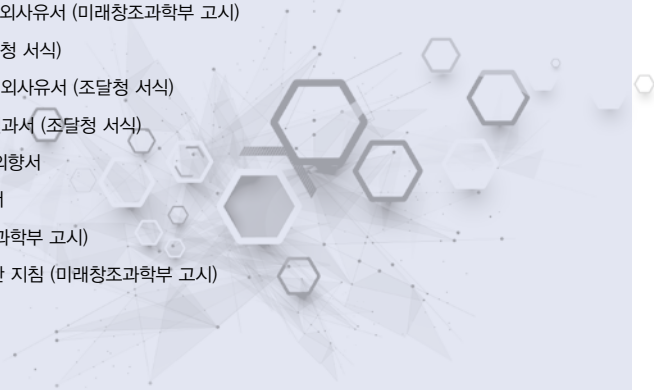 외사유서 (미래창조과학부 고시)
청 서식)
외사유서 (조달청 서식)
과서 (조달청 서식)
의향서
서
과학부 고시)
지침 (미래창조과학부 고시)